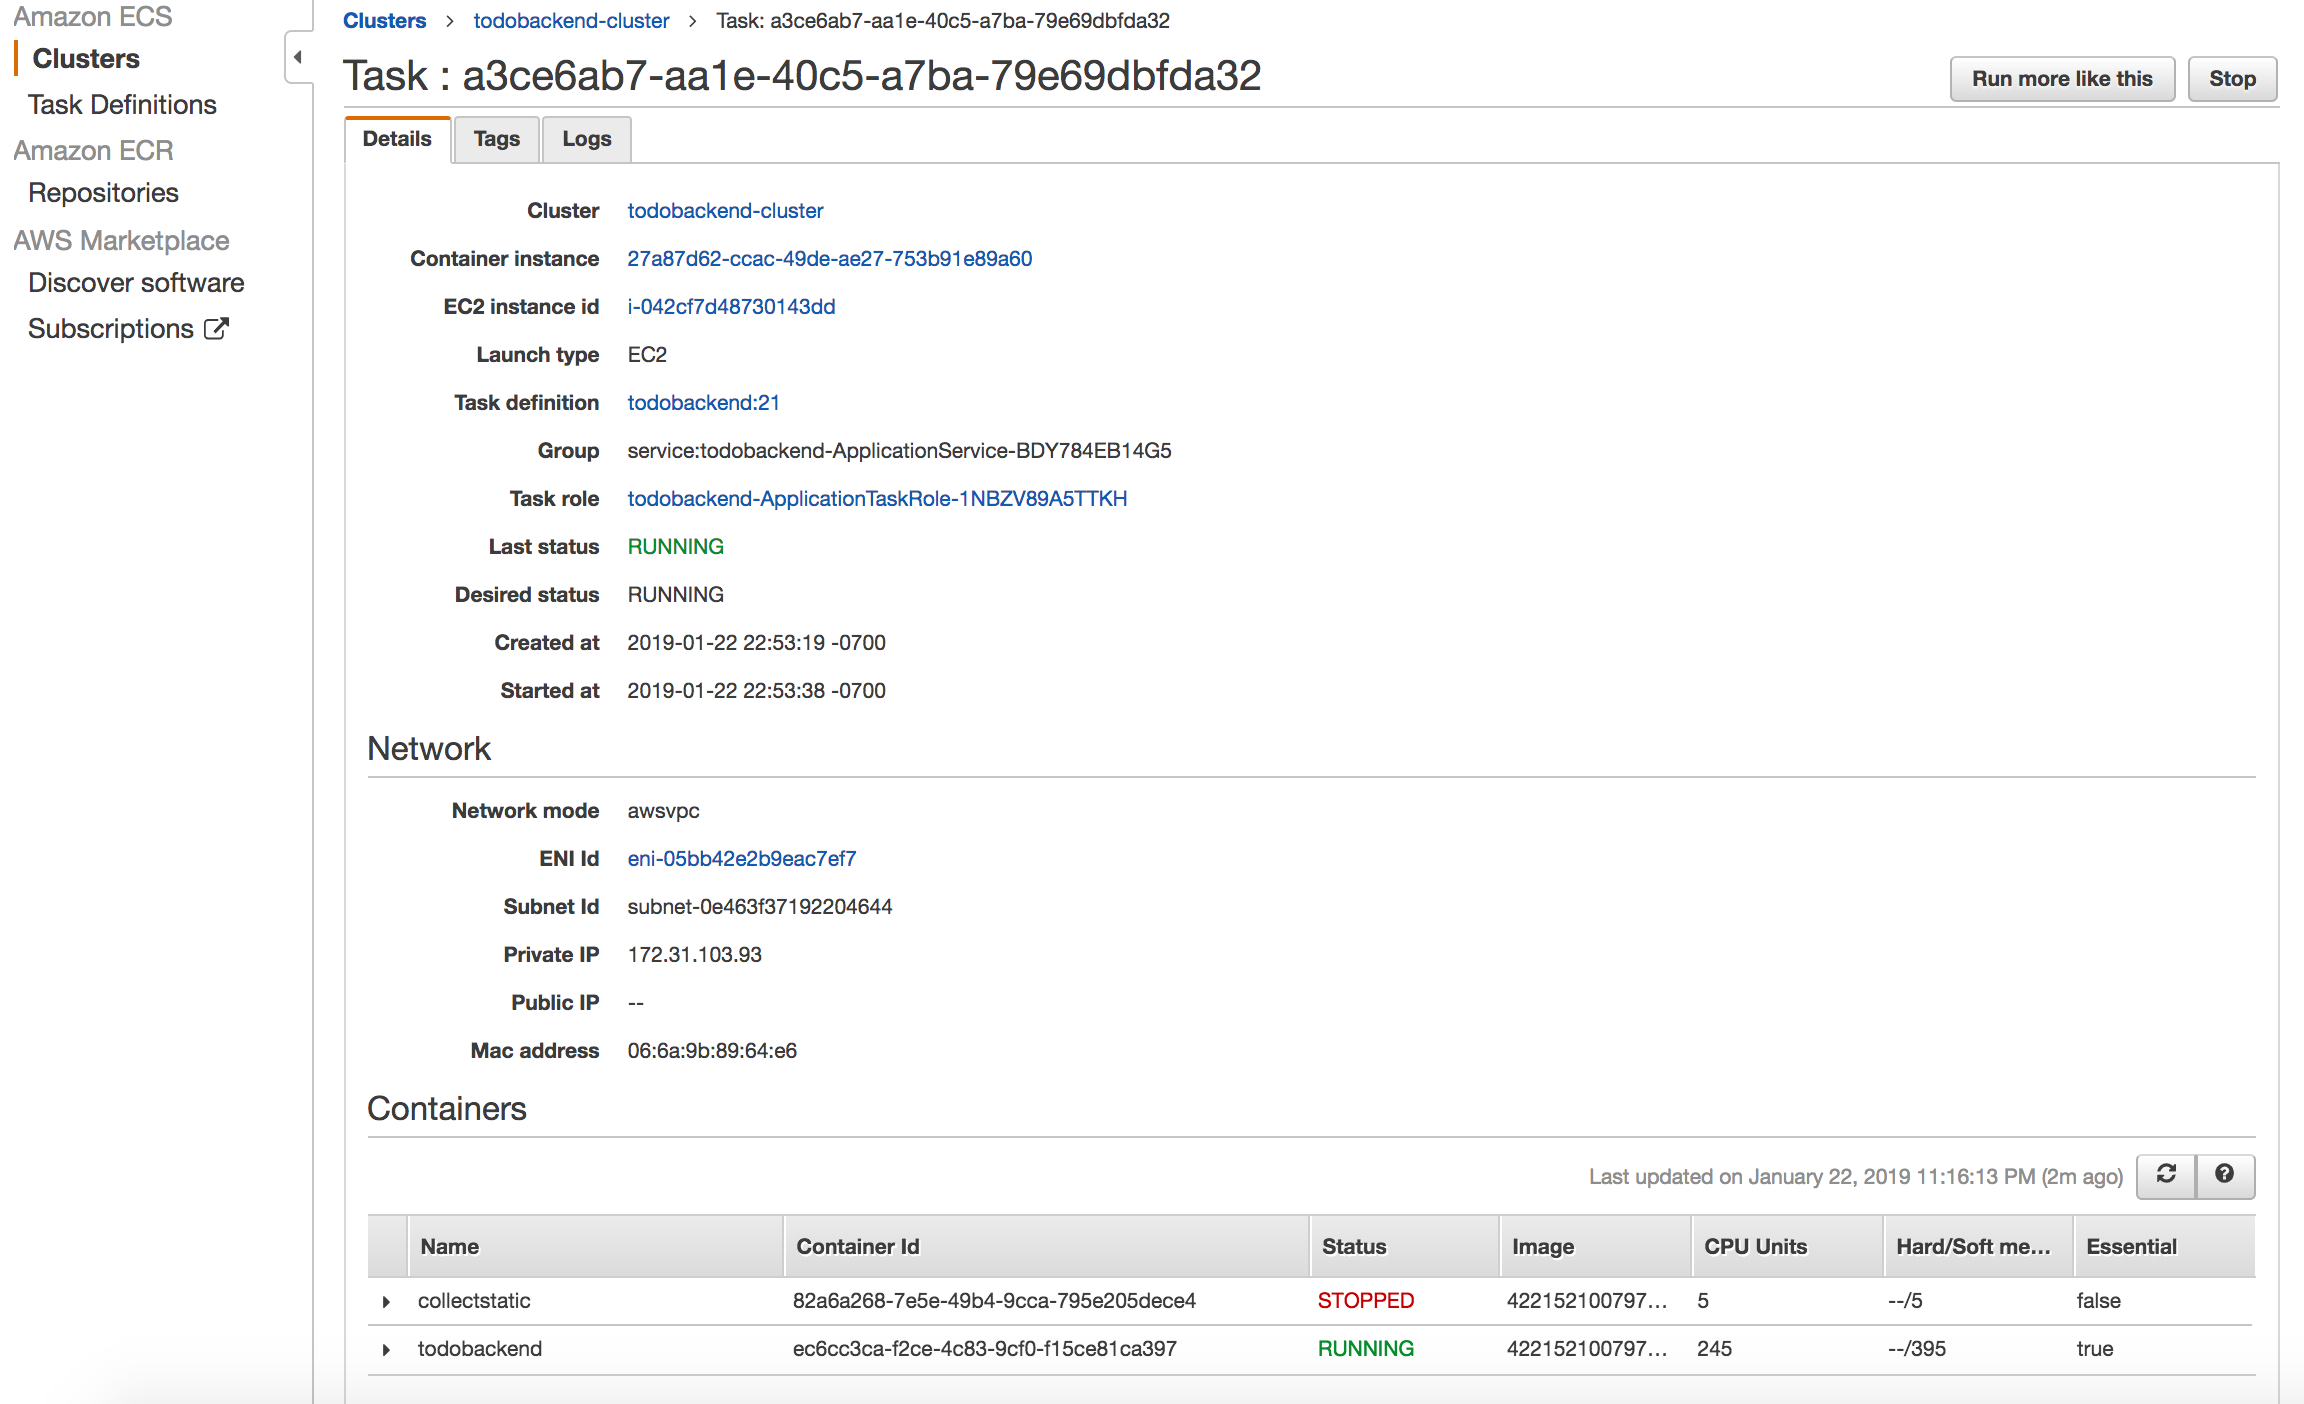 Amazon ECS
Clusters
Task Definitions
Amazon ECR
Repositories
AWS Marketplace
Discover software
Subscriptions
Clusters > todobackend-cluster > Task: a3ce6ab7-aa1e-40c5-a7ba-79e69dbfda32
Task : a3ce6ab7-aa1e-40c5-a7ba-79e69dbfda32
Run more like this Stop
Details Tags Logs
Cluster todobackend-cluster
Container instance 27a87d62-ccac-49de-ae27-753b91e89a60
EC2 instance id i-042cf7d48730143dd
Launch type EC2
Task definition todobackend:21
Group service:todobackend-ApplicationService-BDY784EB14G5
Task role todobackend-ApplicationTaskRole-1NBZV89A5TTKH
Last status RUNNING
Desired status RUNNING
Created at 2019-01-22 22:53:19 -0700
Started at 2019-01-22 22:53:38 -0700
Network
Network mode awsvpc
ENI Id eni-05bb42e2b9eac7ef7
Subnet Id subnet-0e463f37192204644
Private IP 172.31.103.93
Public IP --
Mac address 06:6a:9b:89:64:e6
Containers
Last updated on January 22, 2019 11:16:13 PM (2m ago)
Name Container Id Status Image CPU Units Hard/Soft me... Essential
collectstatic 82a6a268-7e5e-49b4-9cca-795e205dece4 STOPPED 422152100797... 5 --/5 false
todobackend ec6cc3ca-f2ce-4c83-9cf0-f15ce81ca397 RUNNING 422152100797... 245 --/395 true